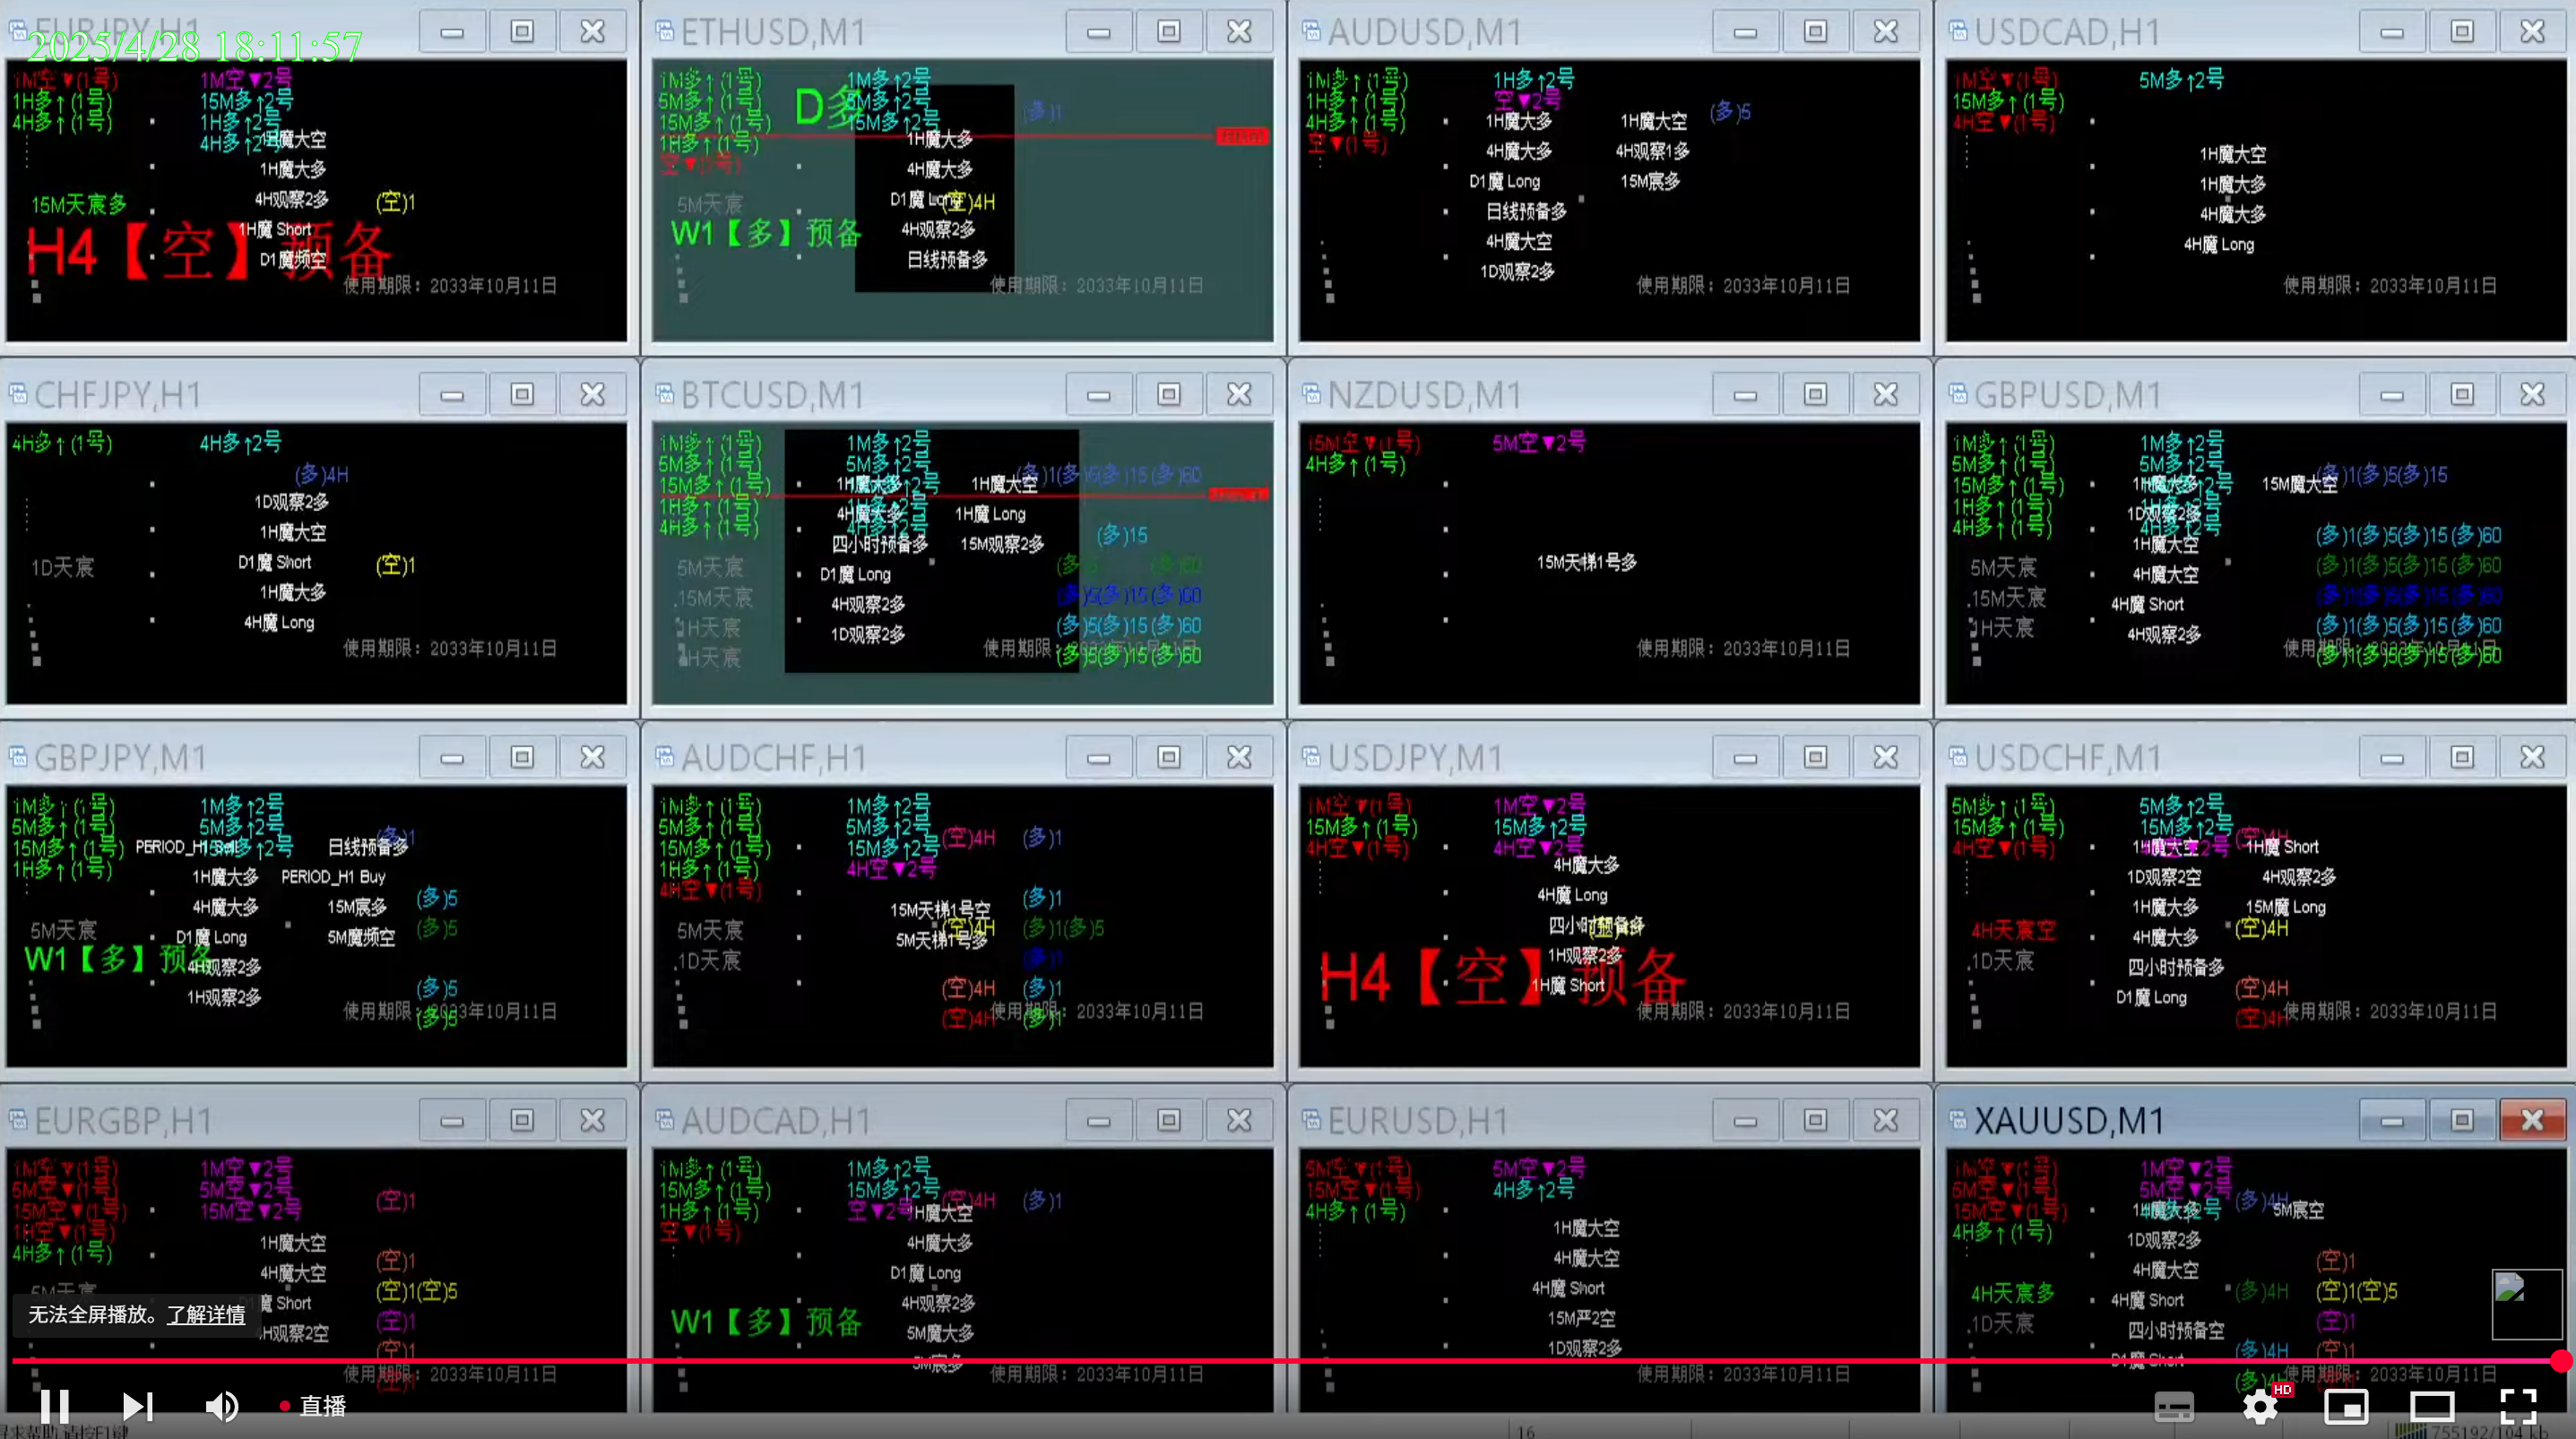 EURJPY,H1
2025/4/28 18:11:57
1M空▼(1号) 1M空▼2号
1H多↑(1号) 15M多↑2号
4H多↑(1号) 1H多↑2号
4H多↑2号 1H魔大空
1H魔大多
15M天宸多 4H观察2多 (空)1
H4【空】预备 1H魔 Short
D1魔频空
使用期限：2033年10月11日
ETHUSD,M1
1M多↑(1号) 1M多↑2号
5M多↑(1号) D多 5M多↑2号 (多)1
15M多↑(1号) 15M多↑2号
1H多↑(1号) 1H魔大多
空▼(1号) 4H魔大多
5M天宸 D1魔 Long (空)4H
W1【多】预备 4H观察2多
日线预备多
使用期限：2033年10月11日
AUDUSD,M1
1M多↑(1号) 1H多↑2号
1H多↑(1号) 空▼2号 (多)5
4H多↑(1号) 1H魔大多 1H魔大空
空▼(1号) 4H魔大多 4H观察1多
D1魔 Long 15M宸多
日线预备多
4H魔大空
1D观察2多
使用期限：2033年10月11日
USDCAD,H1
1M空▼(1号) 5M多↑2号
15M多↑(1号)
4H空▼(1号)
1H魔大空
1H魔大多
4H魔大多
4H魔 Long
使用期限：2033年10月11日
CHFJPY,H1
4H多↑(1号) 4H多↑2号
(多)4H
1D观察2多
1H魔大空
1D天宸 D1魔 Short (空)1
1H魔大多
4H魔 Long
使用期限：2033年10月11日
BTCUSD,M1
1M多↑(1号) 1M多↑2号
5M多↑(1号) 5M多↑2号 (多)1(多)5(多)15(多)60
15M多↑(1号) 1H魔大多 1H魔大空
1H多↑(1号) 4H魔大多 1H魔 Long
4H多↑(1号) 4H多↑2号 (多)15
四小时预备多 15M观察2多
5M天宸 D1魔 Long (多)60
15M天宸 4H观察2多 (多)5(多)15(多)60
1H天宸 1D观察2多 (多)5(多)15(多)60
H天宸 (多)5(多)15(多)60
NZDUSD,M1
15M空▼(1号) 5M空▼2号
4H多↑(1号)
15M天梯1号多
使用期限：2033年10月11日
GBPUSD,M1
1M多↑(1号) 1M多↑2号
5M多↑(1号) 5M多↑2号 (多)1(多)5(多)15
15M多↑(1号) 1H魔大多 15M魔大空
1H多↑(1号) 1D观察2多
4H多↑(1号) 4H多↑2号 (多)1(多)5(多)15(多)60
1H魔大空
5M天宸 4H魔大空 (多)1(多)5(多)15(多)60
15M天宸 4H魔 Short (多)1(多)5(多)15(多)60
1H天宸 4H观察2多 (多)1(多)5(多)15(多)60
(多)1(多)5(多)15(多)60
GBPJPY,M1
1M多↑(1号) 1M多↑2号
5M多↑(1号) 5M多↑2号 (多)1
15M多↑(1号) PERIOD_H1 15M多↑2号 日线预备多
1H多↑(1号) 1H魔大多 PERIOD_H1 Buy
4H魔大多 15M宸多 (多)5
5M天宸 D1魔 Long 5M魔频空 (多)5
W1【多】预备 4H观察2多
1H观察2多 (多)5
使用期限：2033年10月11日 (多)5
AUDCHF,H1
1M多↑(1号) 1M多↑2号
5M多↑(1号) 5M多↑2号 (空)4H (多)1
15M多↑(1号) 15M多↑2号
1H多↑(1号) 4H空▼2号
4H空▼(1号) 15M天梯1号空 (多)1
5M天宸 5M天梯1号多 (空)4H (多)1(多)5
1D天宸 (多)1
(空)4H (多)1
(空)4H (多)1
使用期限：2033年10月11日
USDJPY,M1
1M空▼(1号) 1M空▼2号
15M多↑(1号) 15M多↑2号
4H空▼(1号) 4H空▼2号
4H魔大多
4H魔 Long
四小时预备多
1H观察2多
H4【空】预备 1H魔 Short
使用期限：2033年10月11日
USDCHF,M1
5M多↑(1号) 5M多↑2号
15M多↑(1号) 15M多↑2号 (空)4H
4H空▼(1号) 1H魔大空 1H魔 Short
1D观察2空 4H观察2多
1H魔大多 15M魔 Long
4H天宸空 4H魔大多 (空)4H
1D天宸 四小时预备多
D1魔 Long (空)4H
(空)4H 使用期限：2033年10月11日
EURGBP,H1
1M空▼(1号) 1M空▼2号
5M空▼(1号) 5M空▼2号 (空)1
15M空▼(1号) 15M空▼2号
1H空▼(1号) 1H魔大空
4H多↑(1号) 4H魔大空 (空)1
5M天宸 魔 Short (空)1(空)5
4H观察2空 (空)1
(空)1
使用期限：2033年10月11日
AUDCAD,H1
1M多↑(1号) 1M多↑2号
15M多↑(1号) 15M多↑2号 (空)4H (多)1
1H多↑(1号) 空▼2号 1H魔大空
空▼(1号) 4H魔大多
D1魔 Long
4H观察2多
W1【多】预备 5M魔大多
5M宸多
使用期限：2033年10月11日
EURUSD,H1
5M空▼(1号) 5M空▼2号
15M空▼(1号) 4H多↑2号
4H多↑(1号)
1H魔大空
4H魔大空
4H魔 Short
15M严2空
1D观察2多
使用期限：2033年10月11日
XAUUSD,M1
1M空▼(1号) 1M空▼2号
5M空▼(1号) 5M空▼2号 (多)4H
15M空▼(1号) 1H魔大多 5M宸空
4H多↑(1号) 1D观察2多
4H魔大空 (空)1
4H天宸多 4H魔 Short (多)4H (空)1(空)5
1D天宸 四小时预备空 (空)1
D1魔 Short (多)4H (空)1
使用期限：2033年10月11日
无法全屏播放。了解详情
直播
HD
16
755192/104 kb